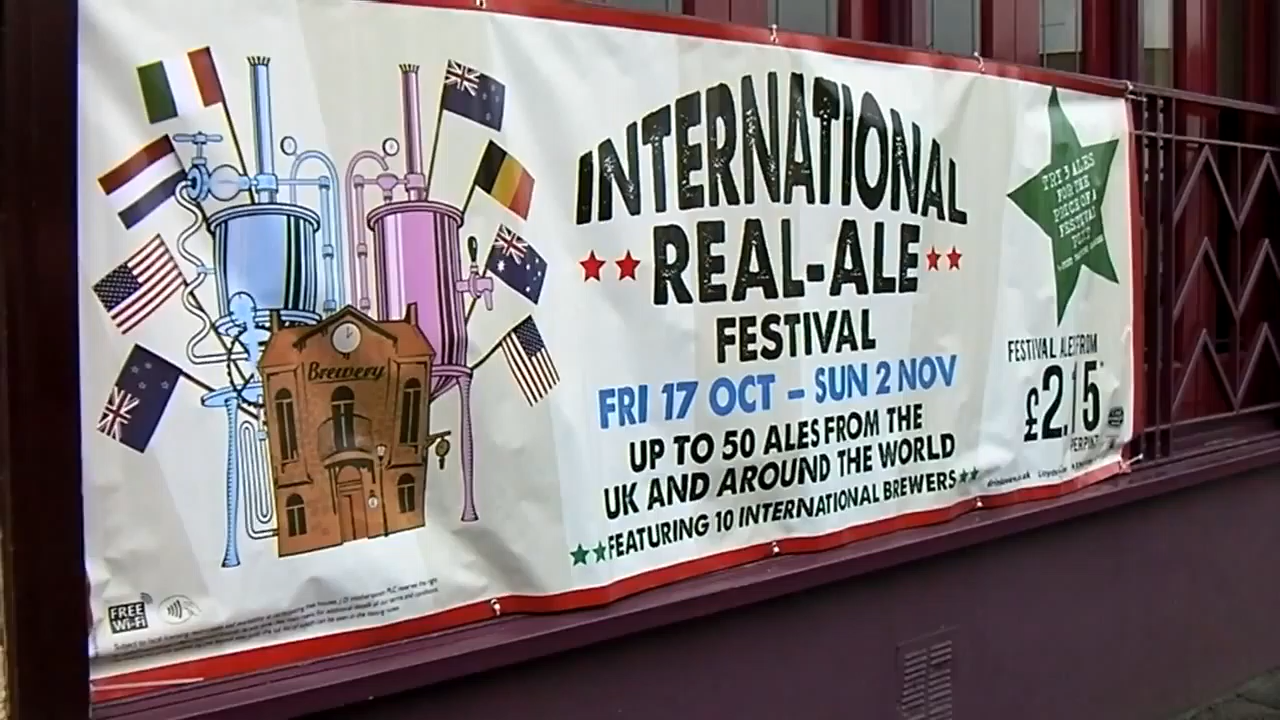 INTERNATIONAL
REAL-ALE
FESTIVAL
FRI 17 OCT – SUN 2 NOV
UP TO 50 ALES FROM THE
UK AND AROUND THE WORLD
FEATURING 10 INTERNATIONAL BREWERS
Brewery
FREE
Wi-Fi
TRY 3 ALES
FOR THE
PRICE OF A
FESTIVAL
PINT
FESTIVAL ALES FROM
£2.15*
PER PINT